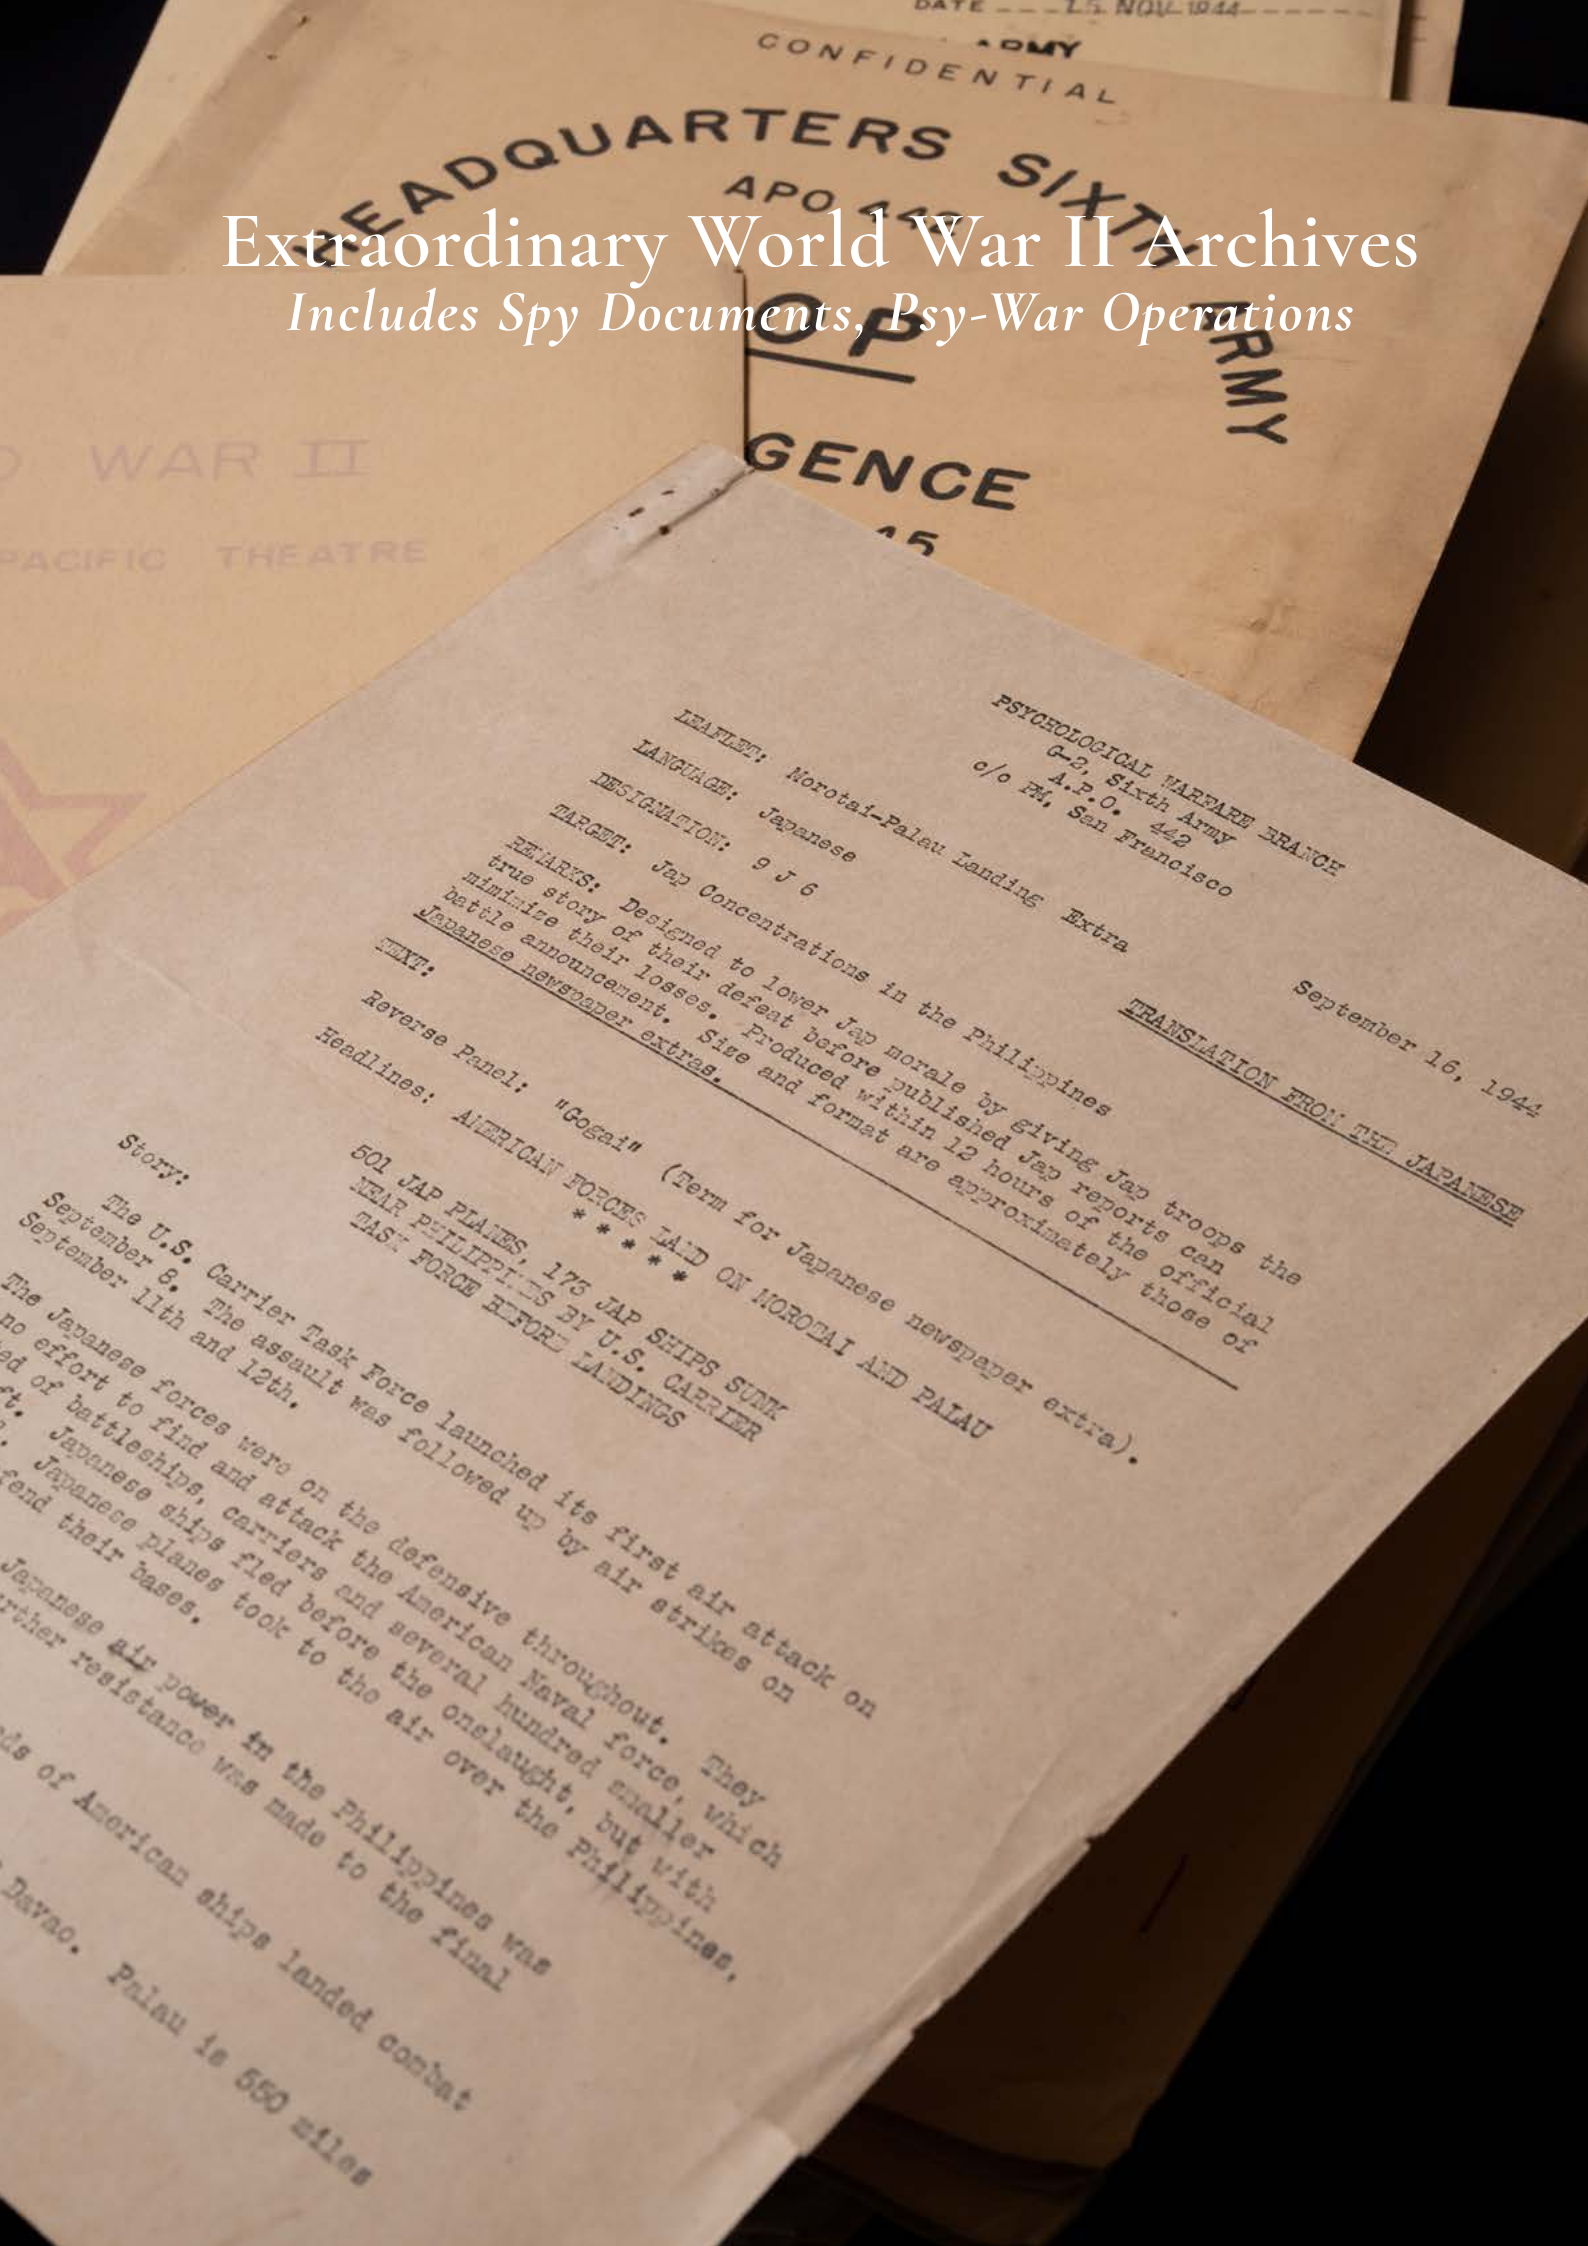 DATE 15 NOV 1944
ARMY
CONFIDENTIAL
HEADQUARTERS SIXTH ARMY
APO 442
Extraordinary World War II Archives
Includes Spy Documents, Psy-War Operations
OP
GENCE
45
WAR II
PACIFIC THEATRE
PSYCHOLOGICAL WARFARE BRANCH
G-2, Sixth Army
A.P.O. 442
c/o PM, San Francisco
September 16, 1944
TRANSLATION FROM THE JAPANESE
LEAFLET: Morotai-Palau Landing Extra
LANGUAGE: Japanese
DESIGNATION: 9 J 6
TARGET: Jap Concentrations in the Philippines
REMARKS: Designed to lower Jap morale by giving Jap troops the
true story of their defeat before published Jap reports can
mimimize their losses. Produced within 12 hours of the official
battle announcement. Size and format are approximately those of
Japanese newspaper extras.
TEXT:
Reverse Panel: "Gogai" (Term for Japanese newspaper extra).
Headlines: AMERICAN FORCES LAND ON MOROTAI AND PALAU
* * * * *
501 JAP PLANES, 173 JAP SHIPS SUNK
NEAR PHILIPPINES BY U.S. CARRIER
TASK FORCE BEFORE LANDINGS
Story:
The U.S. Carrier Task Force launched its first air attack on
September 8. The assault was followed up by air strikes on
September 11th and 12th.
The Japanese forces were on the defensive throughout. They
no effort to find and attack the American Naval force, which
ed of battleships, carriers and several hundred smaller
ft. Japanese ships fled before the onslaught, but with
Japanese planes took to the air over the Philippines,
fend their bases.
Japanese air power in the Philippines was
rther resistance was made to the final
ds of American ships landed combat
Davao. Palau is 550 miles